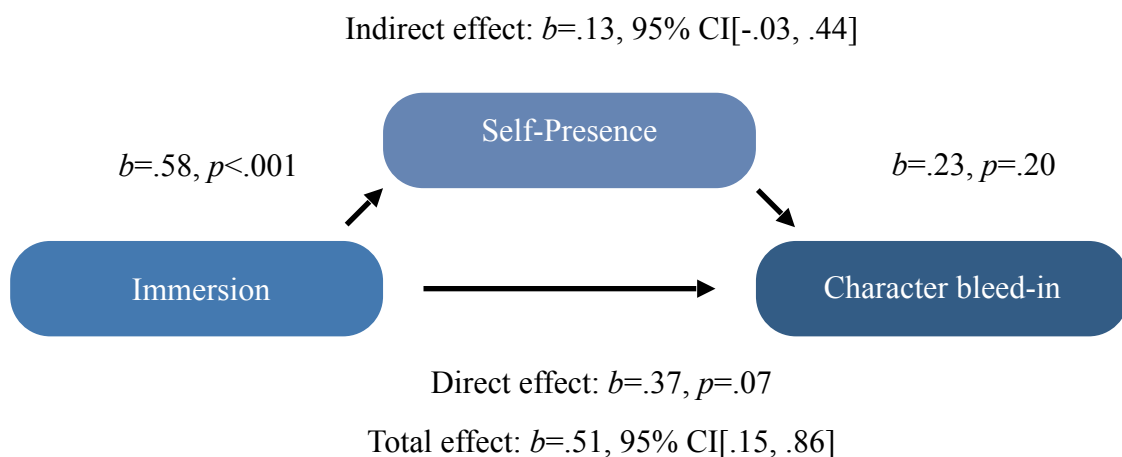 Indirect effect: b=.13, 95% CI[-.03, .44]
Self-Presence
b=.58, p<.001
b=.23, p=.20
Immersion
Character bleed-in
Direct effect: b=.37, p=.07
Total effect: b=.51, 95% CI[.15, .86]